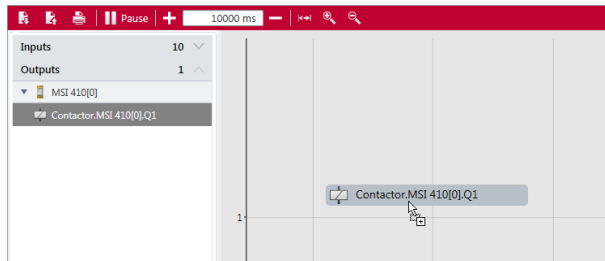 Pause 10000 ms
Inputs 10
Outputs 1
MSI 410[0]
Contactor.MSI 410[0].Q1
Contactor.MSI 410[0].Q1
1